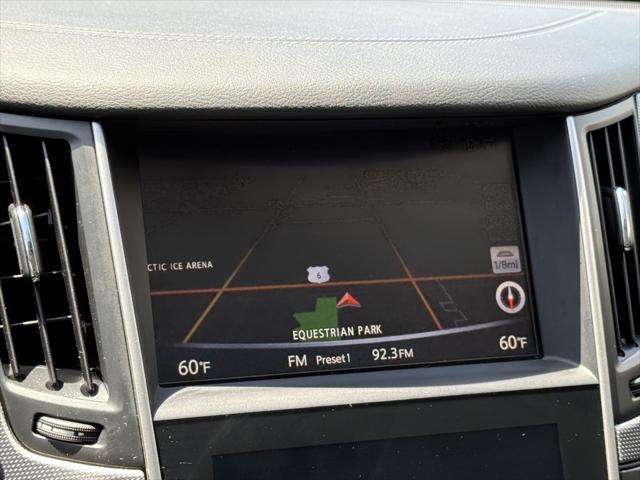 CTIC ICE ARENA
6
1/8mi
EQUESTRIAN PARK
60°F FM Preset1 92.3FM 60°F